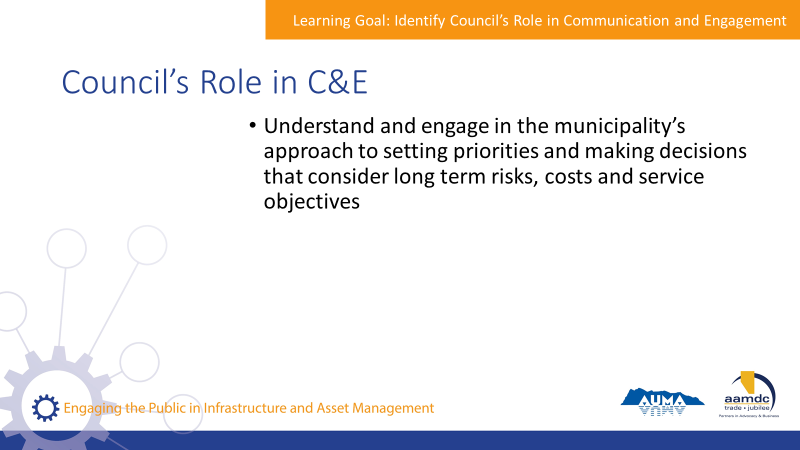 Learning Goal: Identify Council's Role in Communication and Engagement
Council's Role in C&E
• Understand and engage in the municipality's
approach to setting priorities and making decisions
that consider long term risks, costs and service
objectives
Engaging the Public in Infrastructure and Asset Management
AUMA
aamdc
trade • jubilee
Partners in Advocacy & Business